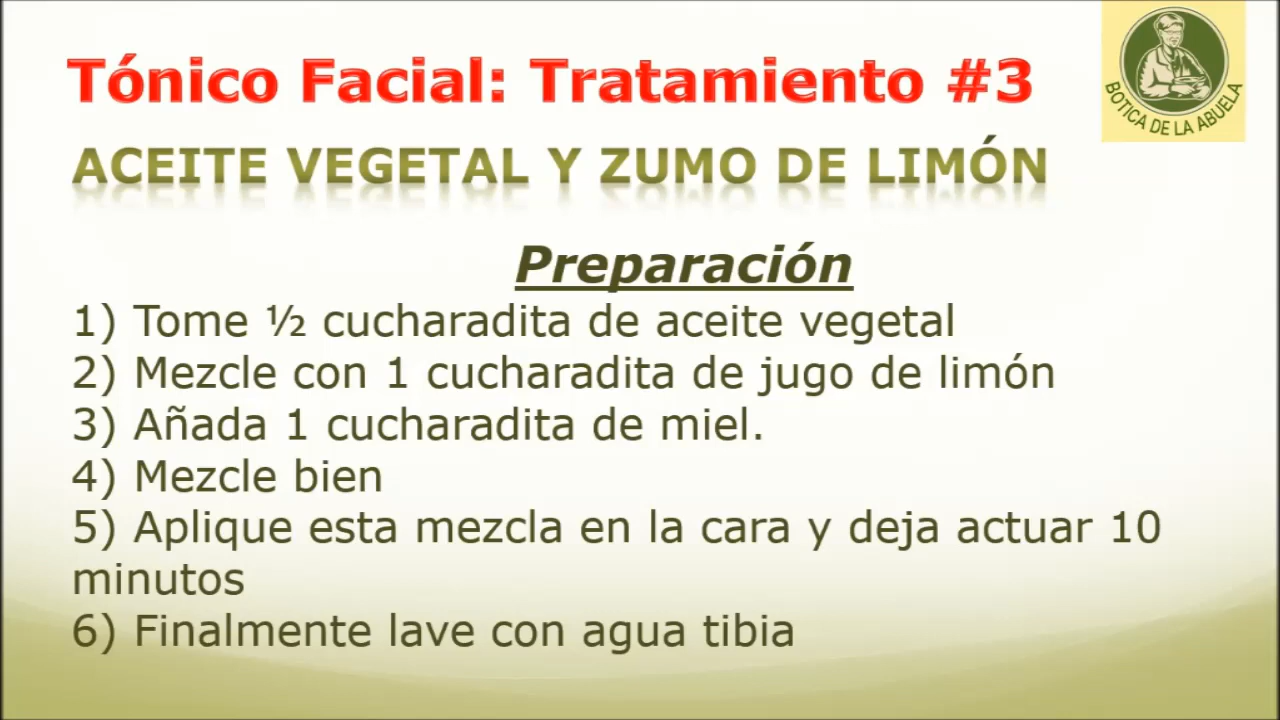 Tónico Facial: Tratamiento #3
BOTICA DE LA ABUELA
ACEITE VEGETAL Y ZUMO DE LIMÓN
Preparación
1) Tome ½ cucharadita de aceite vegetal
2) Mezcle con 1 cucharadita de jugo de limón
3) Añada 1 cucharadita de miel.
4) Mezcle bien
5) Aplique esta mezcla en la cara y deja actuar 10
minutos
6) Finalmente lave con agua tibia